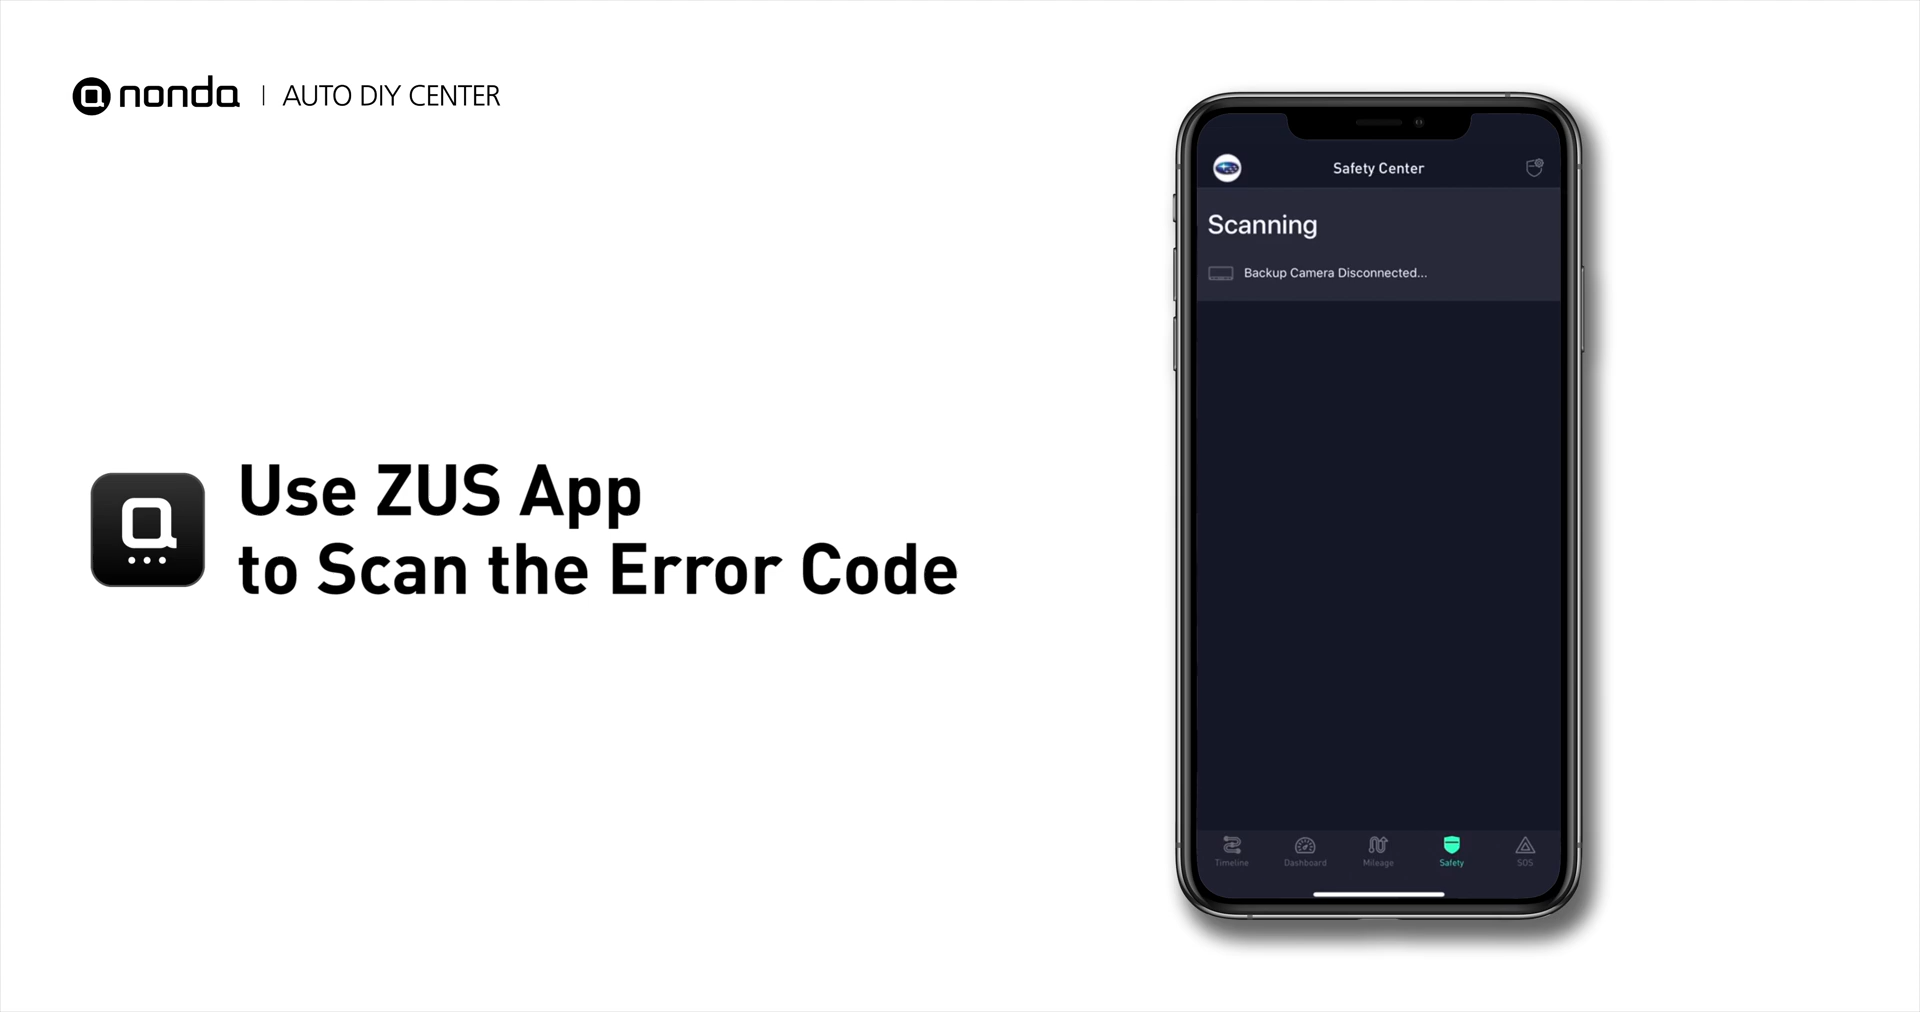 nonda | AUTO DIY CENTER
Use ZUS App
to Scan the Error Code
Safety Center
Scanning
Backup Camera Disconnected...
Timeline Dashboard Mileage Safety SOS